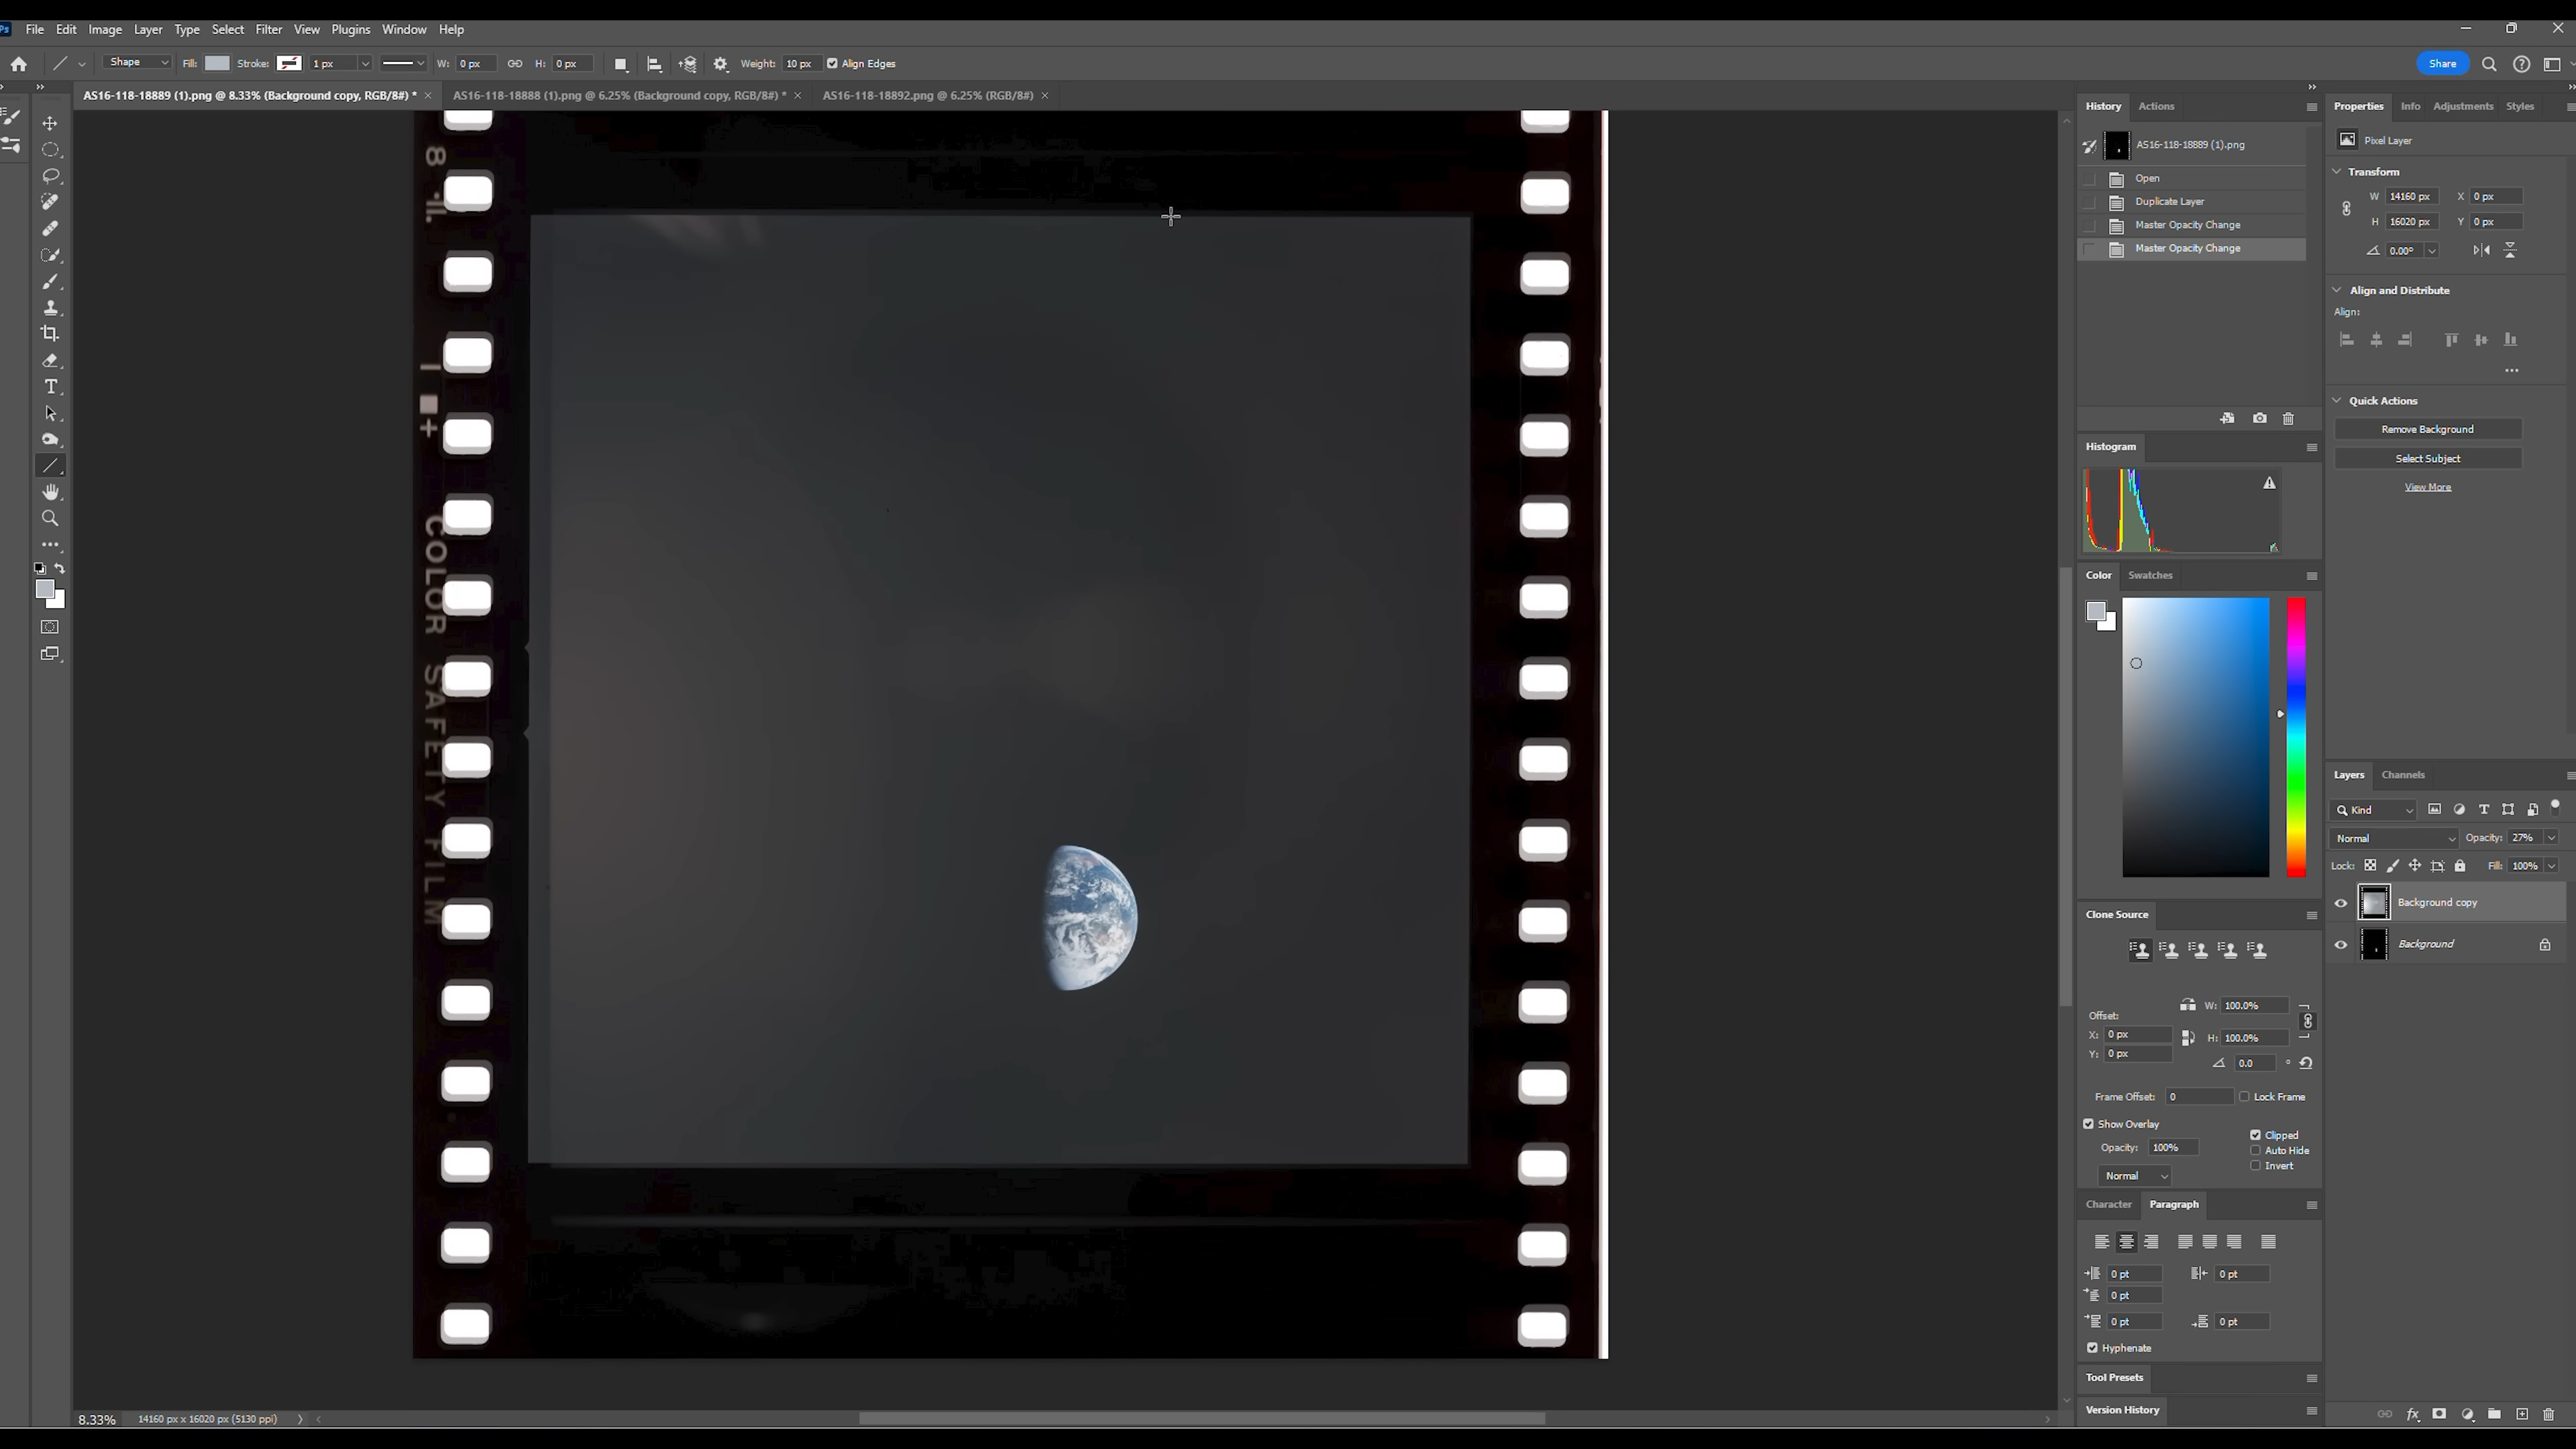 Ps File Edit Image Layer Type Select Filter View Plugins Window Help
Shape Fill: Stroke: 1 px W: 0 px H: 0 px Weight: 10 px Align Edges Share
AS16-118-18889 (1).png @ 8.33% (Background copy, RGB/8#) * × AS16-118-18888 (1).png @ 6.25% (Background copy, RGB/8#) * × AS16-118-18892.png @ 6.25% (RGB/8#) ×
8
COLOR SAFETY FILM
8.33% 14160 px x 16020 px (5130 ppi)
History Actions
AS16-118-18889 (1).png
Open
Duplicate Layer
Master Opacity Change
Master Opacity Change
Histogram
Color Swatches
Clone Source
W: 100.0%
Offset:
X: 0 px
H: 100.0%
Y: 0 px
0.0 °
Frame Offset: 0 Lock Frame
Show Overlay
Clipped
Opacity: 100%
Auto Hide
Invert
Normal
Character Paragraph
0 pt 0 pt
0 pt
0 pt 0 pt
Hyphenate
Tool Presets
Version History
Properties Info Adjustments Styles
Pixel Layer
Transform
W 14160 px X 0 px
H 16020 px Y 0 px
0.00°
Align and Distribute
Align:
Quick Actions
Remove Background
Select Subject
View More
Layers Channels
Kind
Normal Opacity: 27%
Lock: Fill: 100%
Background copy
Background
fx